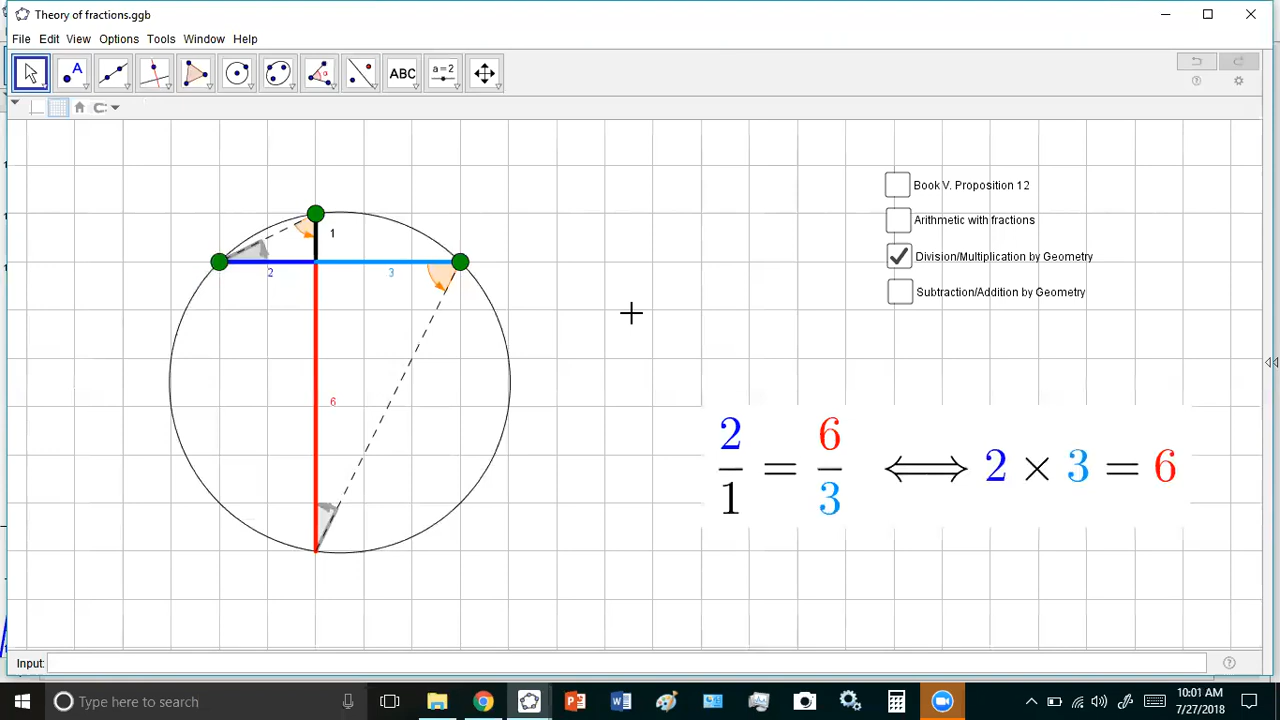 Theory of fractions.ggb
File Edit View Options Tools Window Help
A
ABC
a=2
Book V. Proposition 12
Arithmetic with fractions
Division/Multiplication by Geometry
Subtraction/Addition by Geometry
1
2 3
6
2/1 = 6/3 ⟺ 2 × 3 = 6
Input:
Type here to search
10:01 AM
7/27/2018